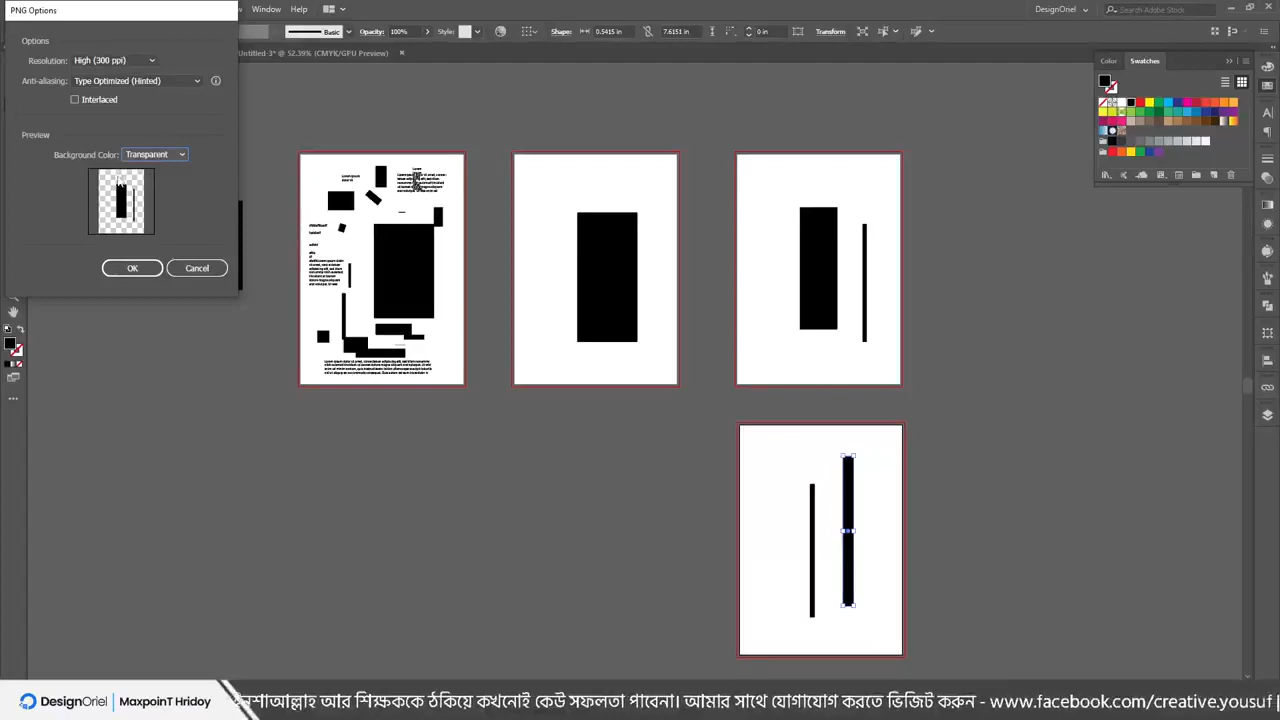 PNG Options
Window Help
Basic
Opacity: 100%
Style:
Shape: 0.5415 in 7.6151 in 0 in
Transform
DesignOriel
Search Adobe Stock
Untitled-3* @ 52.39% (CMYK/GPU Preview)
Options
Resolution: High (300 ppi)
Anti-aliasing: Type Optimized (Hinted)
Interlaced
Preview
Background Color: Transparent
OK Cancel
Color Swatches
DesignOriel | MaxpoinT Hridoy
ইনশাআল্লাহ আর শিক্ষককে ঠকিয়ে কখনোই কেউ সফলতা পাবেনা। আমার সাথে যোগাযোগ করতে ভিজিট করুন - www.facebook.com/creative.yousuf